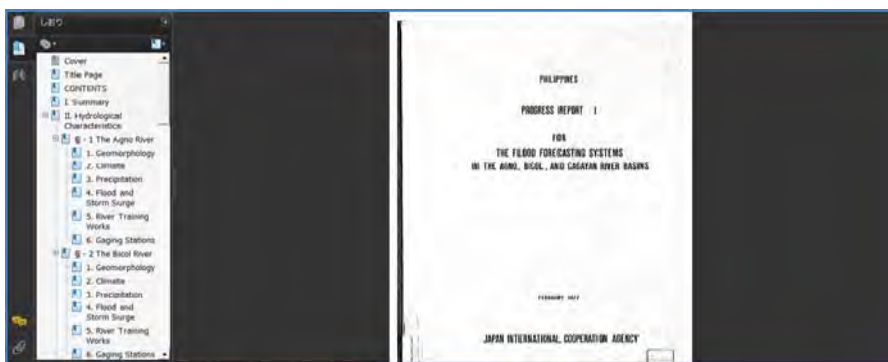 しおり
Cover
Title Page
CONTENTS
I. Summary
II. Hydrological
Characteristics
§ - 1 The Agno River
1. Geomorphology
2. Climate
3. Precipitation
4. Flood and
Storm Surge
5. River Training
Works
6. Gaging Stations
§ - 2 The Bicol River
1. Geomorphology
2. Climate
3. Precipitation
4. Flood and
Storm Surge
5. River Training
Works
6. Gaging Stations
PHILIPPINES
PROGRESS REPORT I
FOR
THE FLOOD FORECASTING SYSTEMS
IN THE AGNO, BICOL, AND CAGAYAN RIVER BASINS
FEBRUARY 1977
JAPAN INTERNATIONAL COOPERATION AGENCY